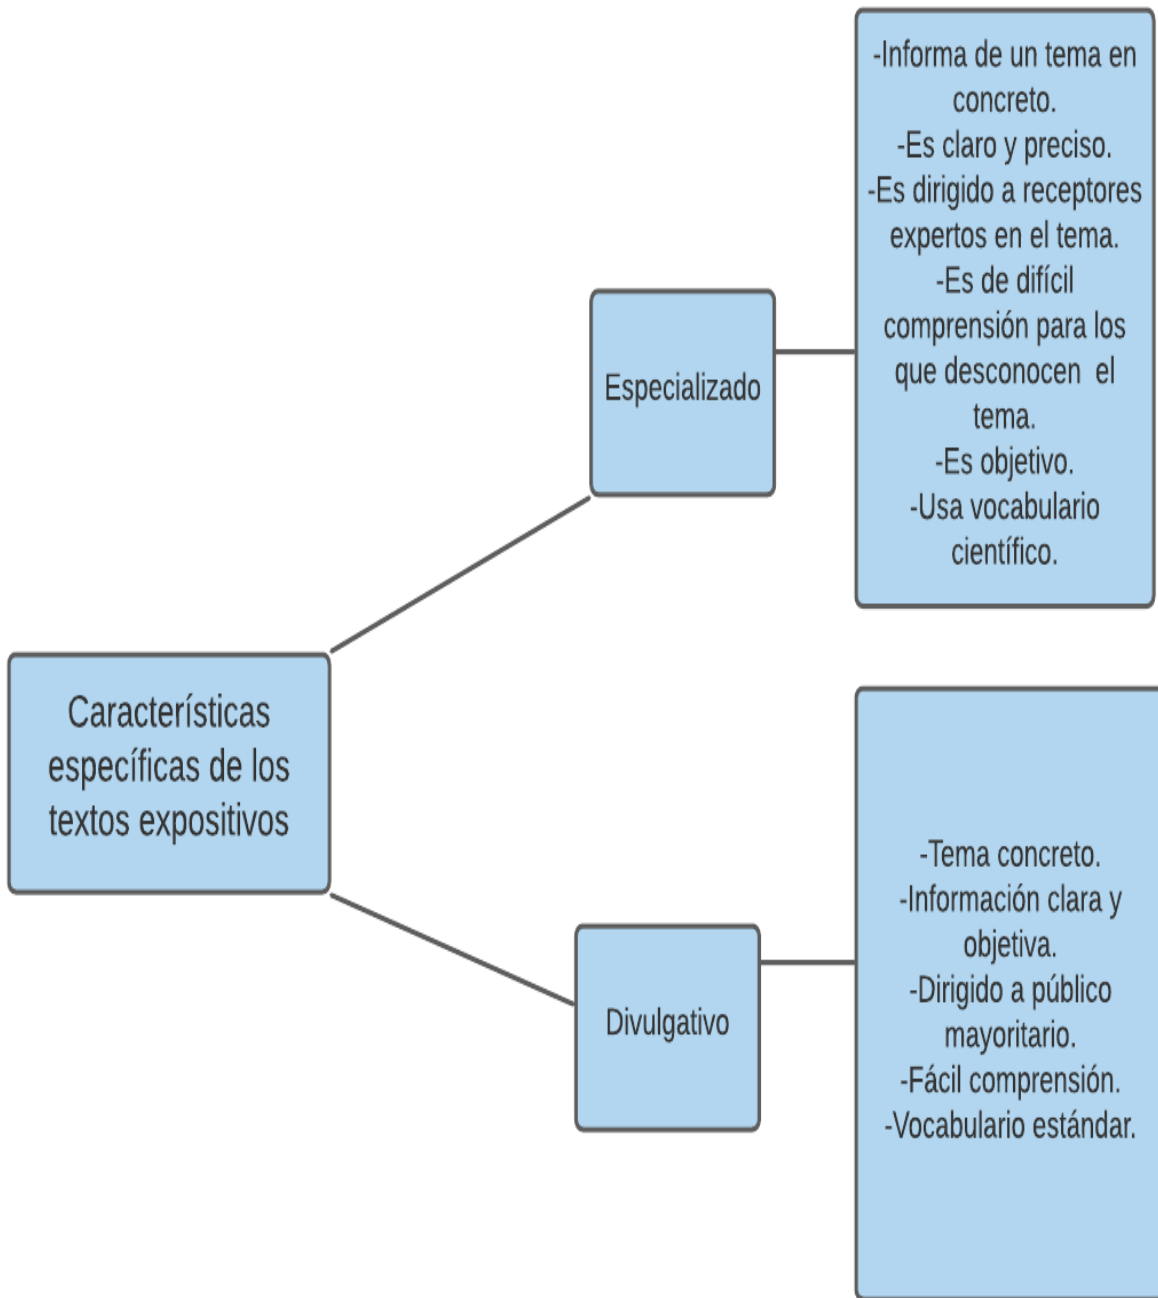 Característicias
específicas de los
textos expositivos
Especializado
-Informa de un tema en
concreto.
-Es claro y preciso.
-Es dirigido a receptores
expertos en el tema.
-Es de difícil
comprensión para los
que desconocen  el
tema.
-Es objetivo.
-Usa vocabulario
científico.
Divulgativo
-Tema concreto.
-Información clara y
objetiva.
-Dirigido a público
mayoritario.
-Fácil comprensión.
-Vocabulario estándar.